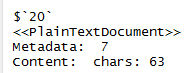 $`20`
<<PlainTextDocument>>
Metadata:  7
Content:  chars: 63